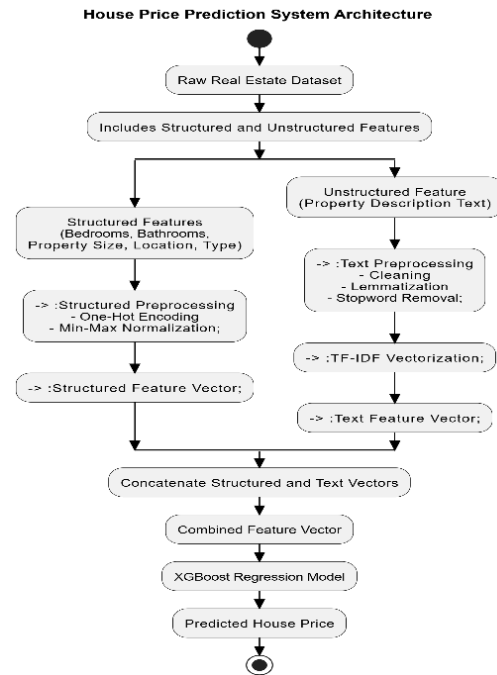 House Price Prediction System Architecture
Raw Real Estate Dataset
Includes Structured and Unstructured Features
Structured Features
(Bedrooms, Bathrooms,
Property Size, Location, Type)
-> :Structured Preprocessing
- One-Hot Encoding
- Min-Max Normalization;
-> :Structured Feature Vector;
Unstructured Feature
(Property Description Text)
-> :Text Preprocessing
- Cleaning
- Lemmatization
- Stopword Removal;
-> :TF-IDF Vectorization;
-> :Text Feature Vector;
Concatenate Structured and Text Vectors
Combined Feature Vector
XGBoost Regression Model
Predicted House Price